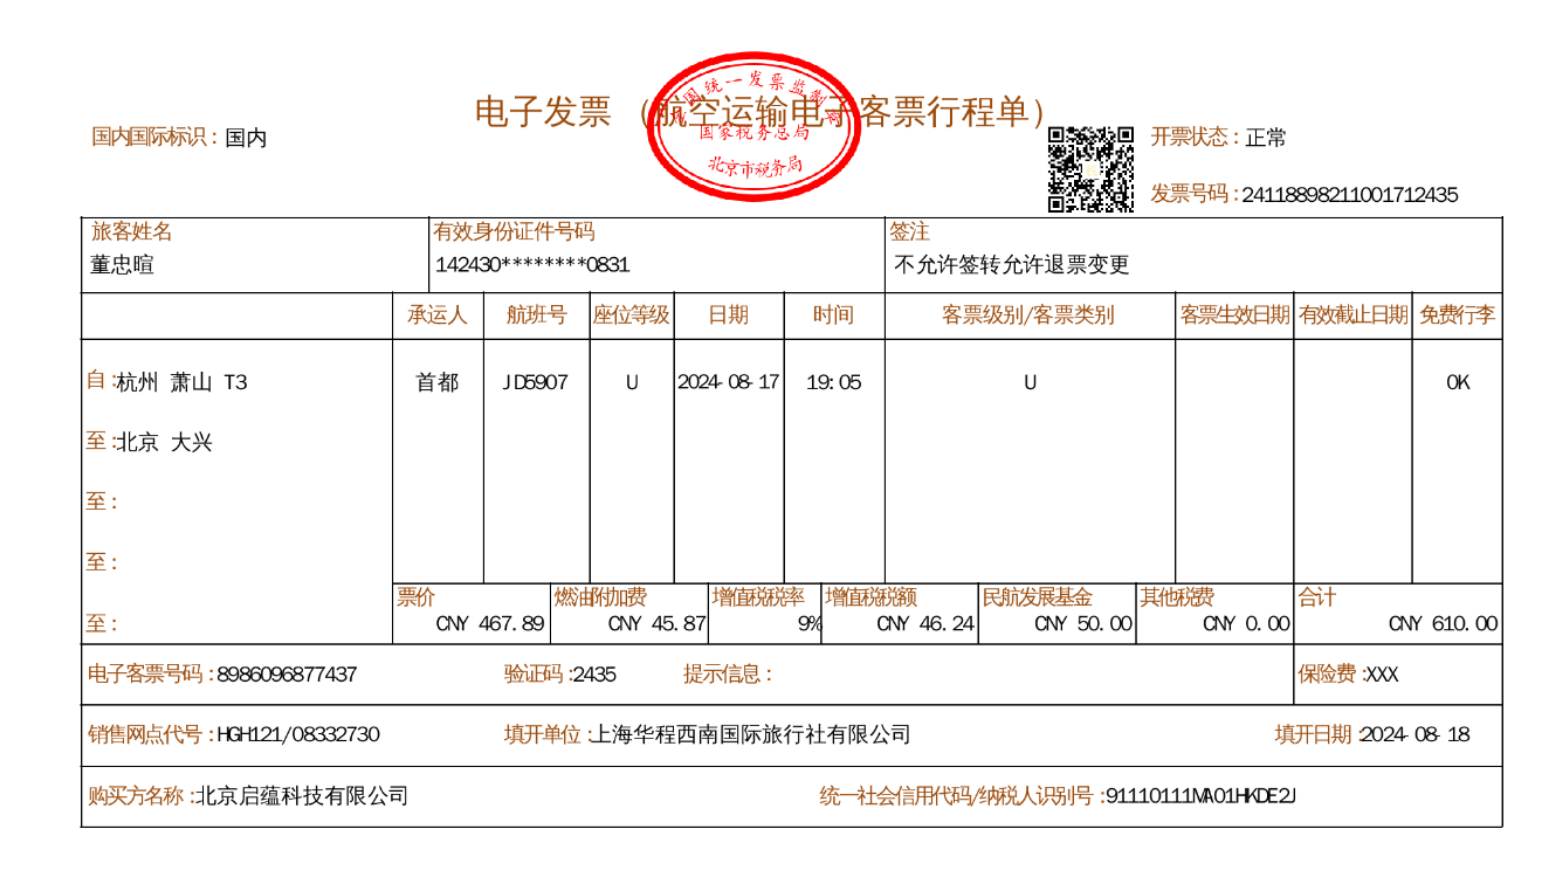 电子发票（航空运输电子客票行程单）
国统一发票监制
国家税务总局
北京市税务局
国内国际标识：国内
开票状态：正常
发票号码：24118898211001712435
旅客姓名 有效身份证件号码 签注
董忠暄 142430********0831 不允许签转允许退票变更
承运人 航班号 座位等级 日期 时间 客票级别/客票类别 客票生效日期 有效截止日期 免费行李
自：杭州 萧山 T3 首都 JD5907 U 2024-08-17 19:05 U OK
至：北京 大兴
至：
至：
至：
票价 燃油附加费 增值税税率 增值税税额 民航发展基金 其他税费 合计
CNY 467.89 CNY 45.87 9% CNY 46.24 CNY 50.00 CNY 0.00 CNY 610.00
电子客票号码：8986096877437 验证码：2435 提示信息： 保险费：XXX
销售网点代号：HGH121/08332730 填开单位：上海华程西南国际旅行社有限公司 填开日期：2024-08-18
购买方名称：北京启蕴科技有限公司 统一社会信用代码/纳税人识别号：91110111MA01HKDE2J